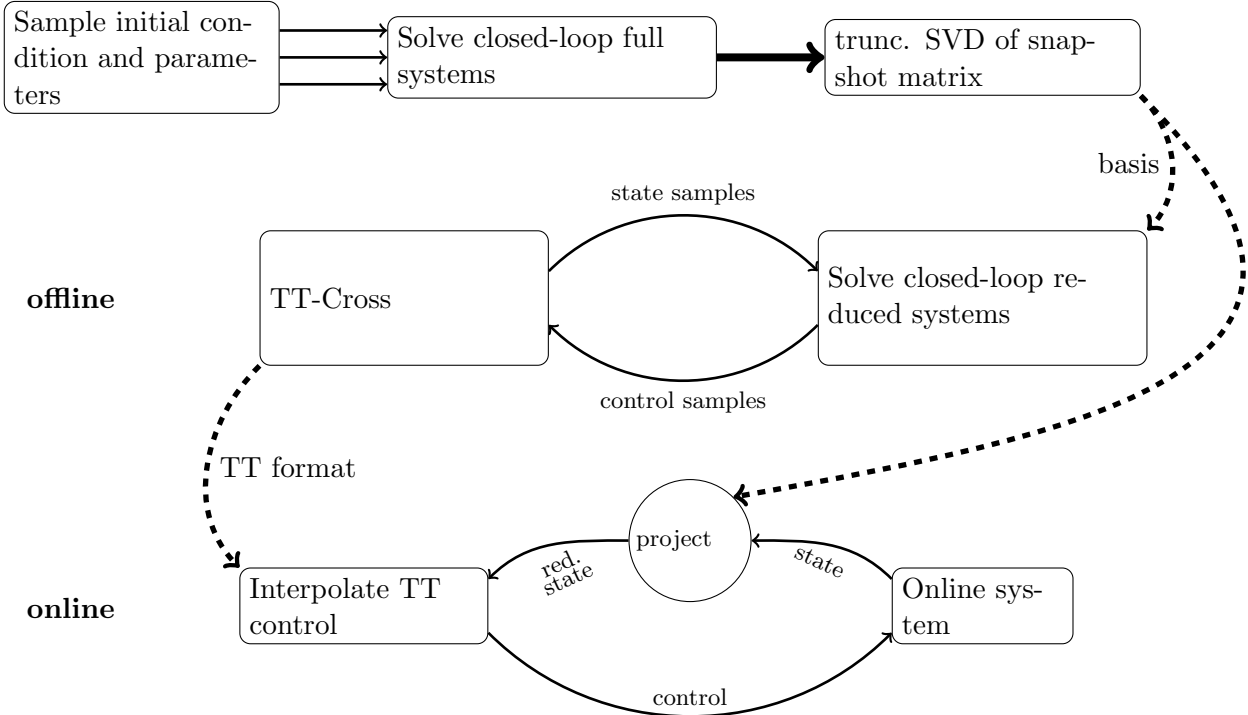 Sample initial con-
dition and parame-
ters
Solve closed-loop full
systems
trunc. SVD of snap-
shot matrix
basis
state samples
offline
TT-Cross
Solve closed-loop re-
duced systems
control samples
TT format
project
red.
state
state
online
Interpolate TT
control
Online sys-
tem
control